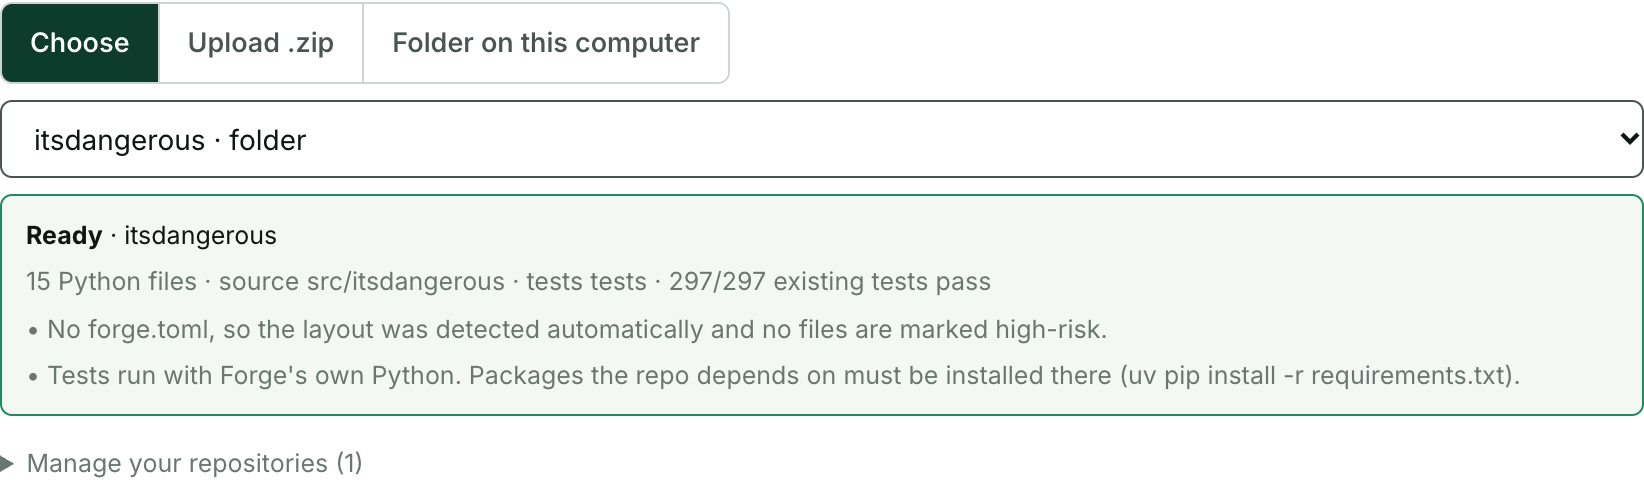 Choose Upload .zip Folder on this computer
itsdangerous · folder
Ready · itsdangerous
15 Python files · source src/itsdangerous · tests tests · 297/297 existing tests pass
• No forge.toml, so the layout was detected automatically and no files are marked high-risk.
• Tests run with Forge's own Python. Packages the repo depends on must be installed there (uv pip install -r requirements.txt).
Manage your repositories (1)